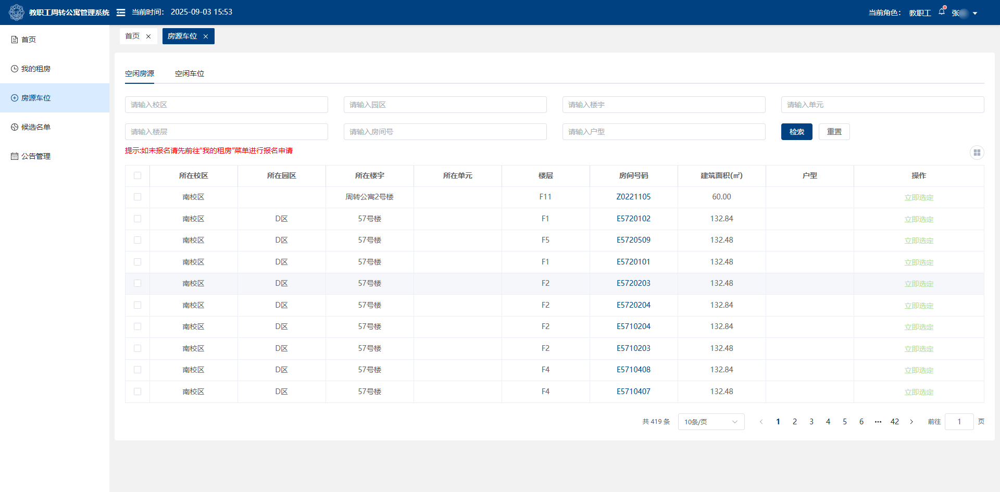 教职工周转公寓管理系统 当前时间： 2025-09-03 15:53 当前角色： 教职工 张
首页
我的租房
房源车位
候选名单
公告管理
首页 房源车位
空闲房源 空闲车位
请输入校区 请输入园区 请输入楼宇 请输入单元
请输入楼层 请输入房间号 请输入户型 检索 重置
提示:如未报名请先前往“我的租房”菜单进行报名申请
所在校区 所在园区 所在楼宇 所在单元 楼层 房间号码 建筑面积(㎡) 户型 操作
南校区 周转公寓2号楼 F11 Z0221105 60.00 立即选定
南校区 D区 57号楼 F1 E5720102 132.84 立即选定
南校区 D区 57号楼 F5 E5720509 132.48 立即选定
南校区 D区 57号楼 F1 E5720101 132.48 立即选定
南校区 D区 57号楼 F2 E5720203 132.48 立即选定
南校区 D区 57号楼 F2 E5720204 132.84 立即选定
南校区 D区 57号楼 F2 E5710204 132.84 立即选定
南校区 D区 57号楼 F2 E5710203 132.48 立即选定
南校区 D区 57号楼 F4 E5710408 132.84 立即选定
南校区 D区 57号楼 F4 E5710407 132.48 立即选定
共 419 条 10条/页 1 2 3 4 5 6 ••• 42 前往 1 页